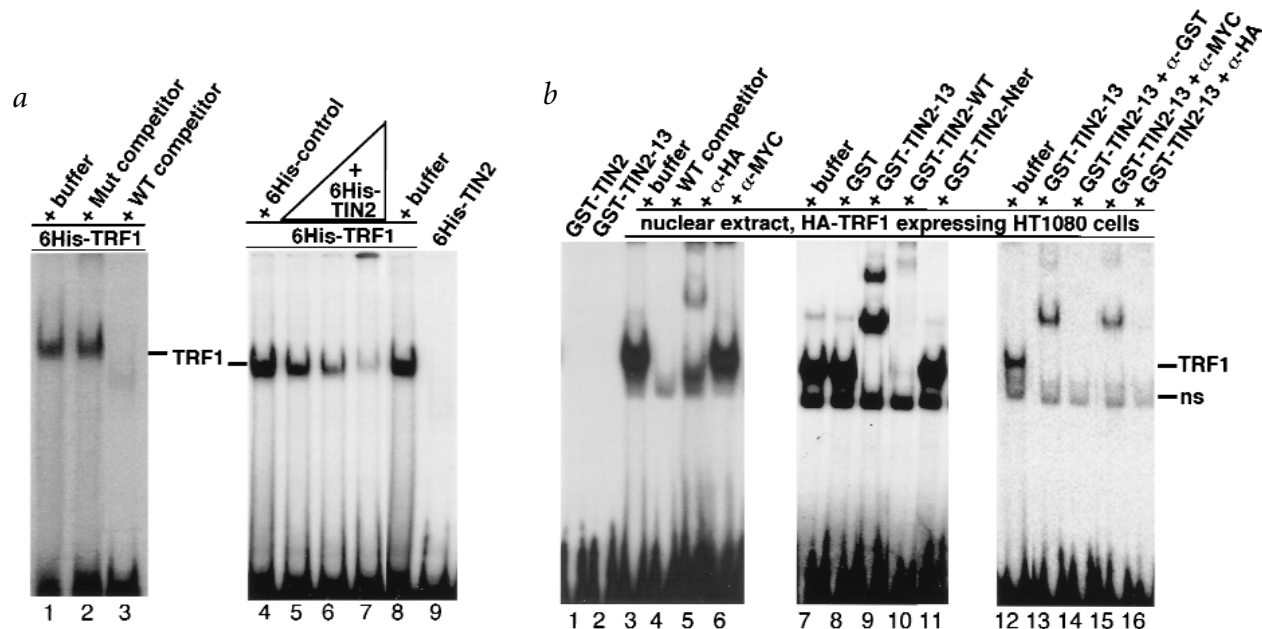 a
+ buffer
+ Mut competitor
+ WT competitor
6His-TRF1
+ 6His-control
+
6His-
TIN2
+ buffer
6His-TIN2
6His-TRF1
TRF1
1 2 3
4 5 6 7 8 9
b
GST-TIN2
GST-TIN2-13
+ buffer
+ WT competitor
+ α-HA
+ α-MYC
+ buffer
+ GST
+ GST-TIN2-13
+ GST-TIN2-WT
+ GST-TIN2-Nter
+ buffer
+ GST-TIN2-13
+ GST-TIN2-13 + α-GST
+ GST-TIN2-13 + α-MYC
+ GST-TIN2-13 + α-HA
nuclear extract, HA-TRF1 expressing HT1080 cells
TRF1
ns
1 2 3 4 5 6
7 8 9 10 11
12 13 14 15 16